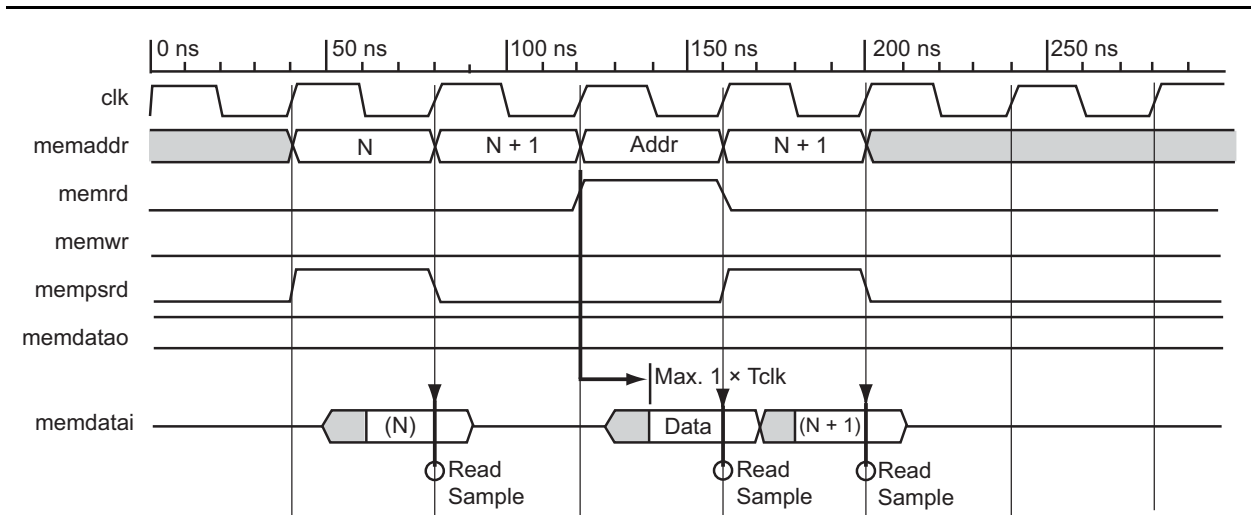 0 ns 50 ns 100 ns 150 ns 200 ns 250 ns
clk
memaddr N N + 1 Addr N + 1
memrd
memwr
mempsrd
memdatao
Max. 1 × Tclk
memdatai (N) Data (N + 1)
Read Read Read
Sample Sample Sample